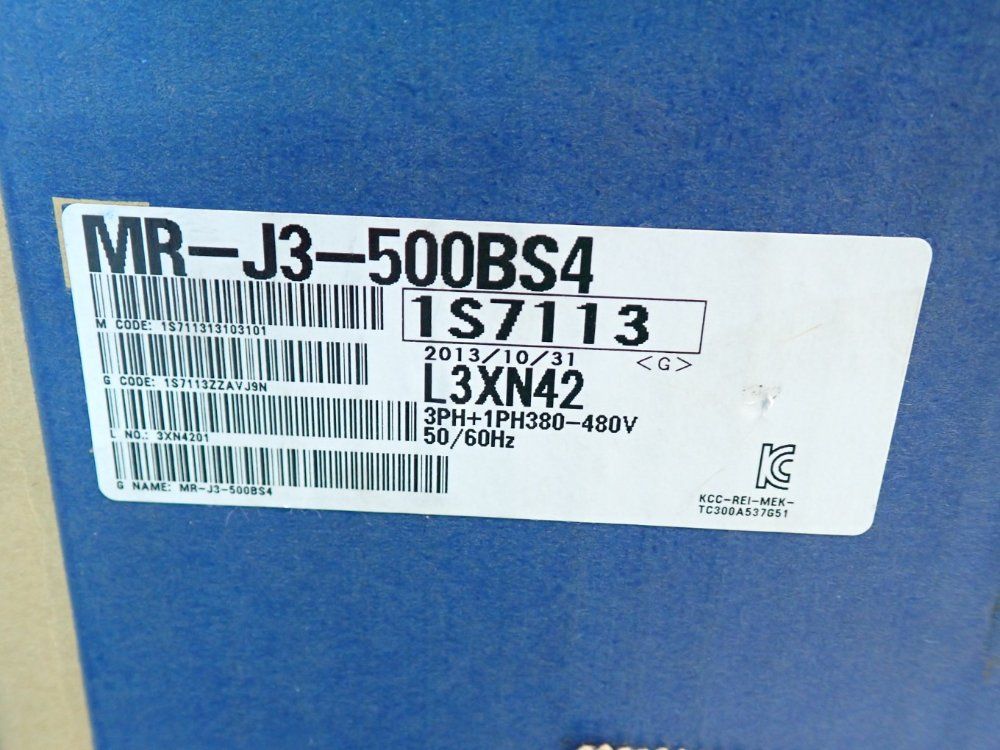 MR-J3-500BS4
M CODE: 1S711313103101
1S7113
2013/10/31 <G>
G CODE: 1S7113ZZAVJ9N
L3XN42
3PH+1PH380-480V
50/60Hz
L NO.: 3XN4201
G NAME: MR-J3-500BS4
KC
KCC-REI-MEK-
TC300A537G51